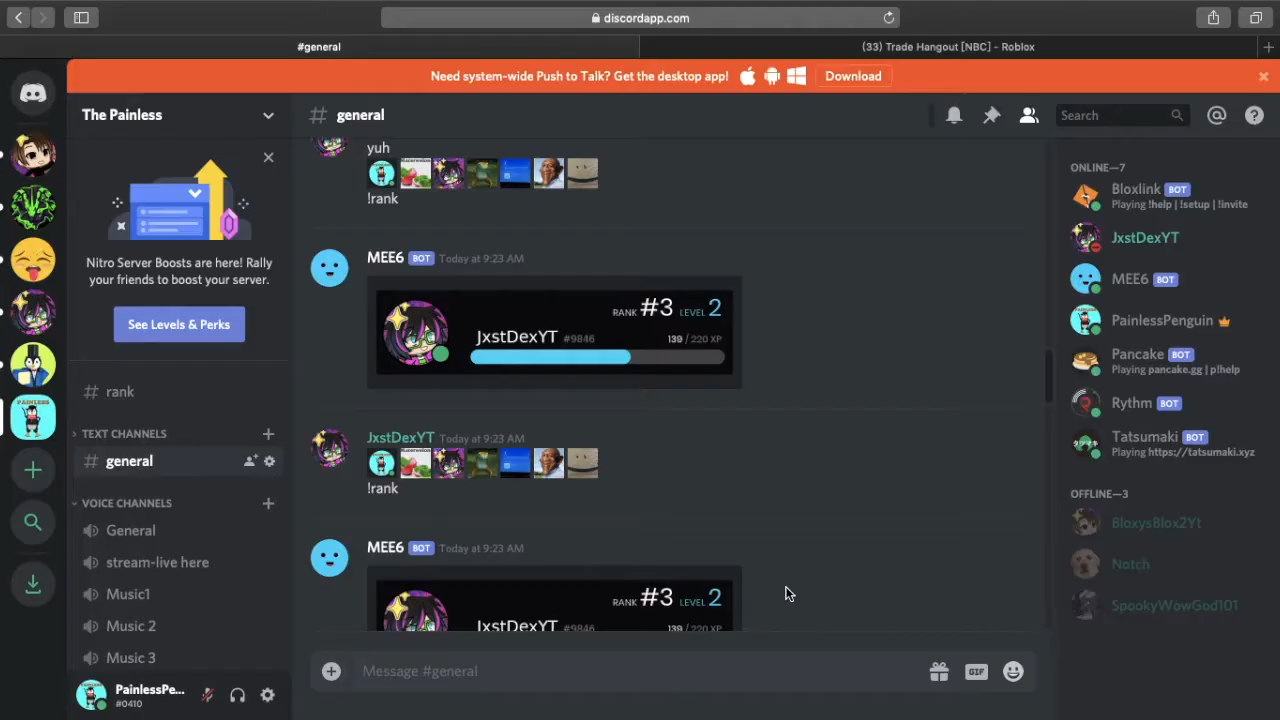 discordapp.com
#general
(33) Trade Hangout [NBC] - Roblox
Need system-wide Push to Talk? Get the desktop app!
Download
The Painless
general
Search
Nitro Server Boosts are here! Rally
your friends to boost your server.
See Levels & Perks
rank
TEXT CHANNELS
general
VOICE CHANNELS
General
stream-live here
Music1
Music 2
Music 3
PAINLESS
PainlessPe...
#0410
yuh
!rank
MEE6 BOT Today at 9:23 AM
RANK #3 LEVEL 2
JxstDexYT #9846 139 / 220 XP
JxstDexYT Today at 9:23 AM
!rank
MEE6 BOT Today at 9:23 AM
RANK #3 LEVEL 2
JxstDexYT #9846 139 / 220 XP
Message #general
GIF
ONLINE—7
Bloxlink BOT
Playing !help | !setup | !invite
JxstDexYT
MEE6 BOT
PainlessPenguin
Pancake BOT
Playing pancake.gg | p!help
Rythm BOT
Tatsumaki BOT
Playing https://tatsumaki.xyz
OFFLINE—3
BloxysBlox2Yt
Notch
SpookyWowGod101